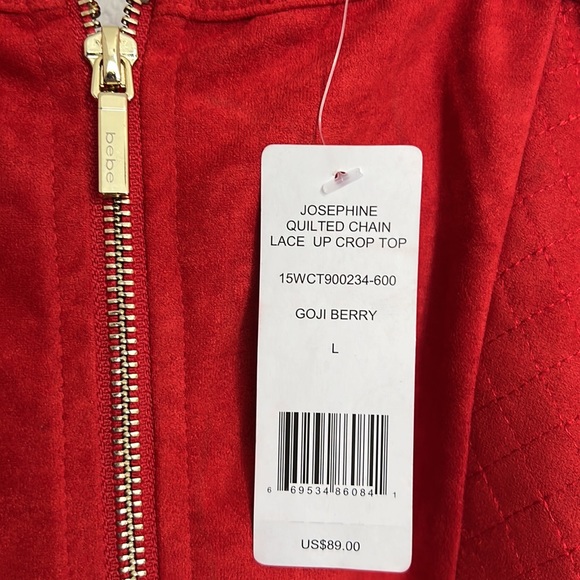 bebe
JOSEPHINE
QUILTED CHAIN
LACE UP CROP TOP
15WCT900234-600
GOJI BERRY
L
6 69534 86084 1
US$89.00